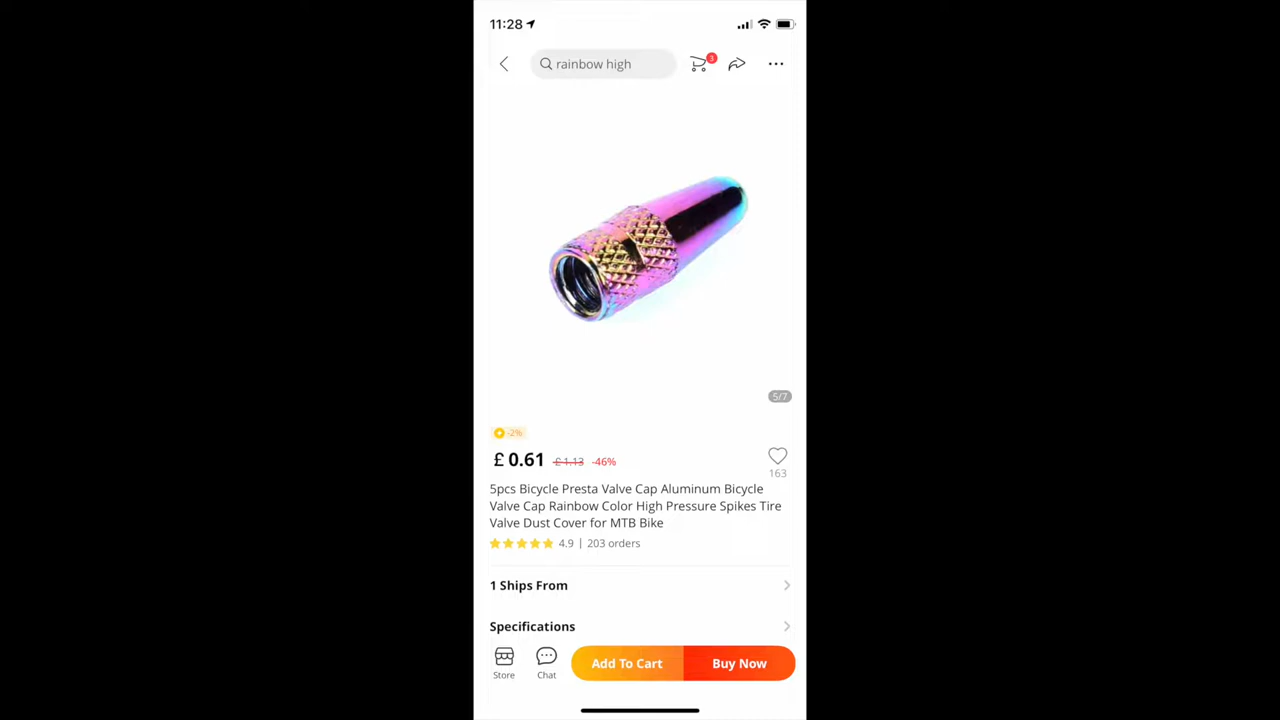 11:28
rainbow high
3
5/7
-2%
£ 0.61 £ 1.13 -46%
163
5pcs Bicycle Presta Valve Cap Aluminum Bicycle
Valve Cap Rainbow Color High Pressure Spikes Tire
Valve Dust Cover for MTB Bike
4.9 | 203 orders
1 Ships From
Specifications
Store
Chat
Add To Cart
Buy Now